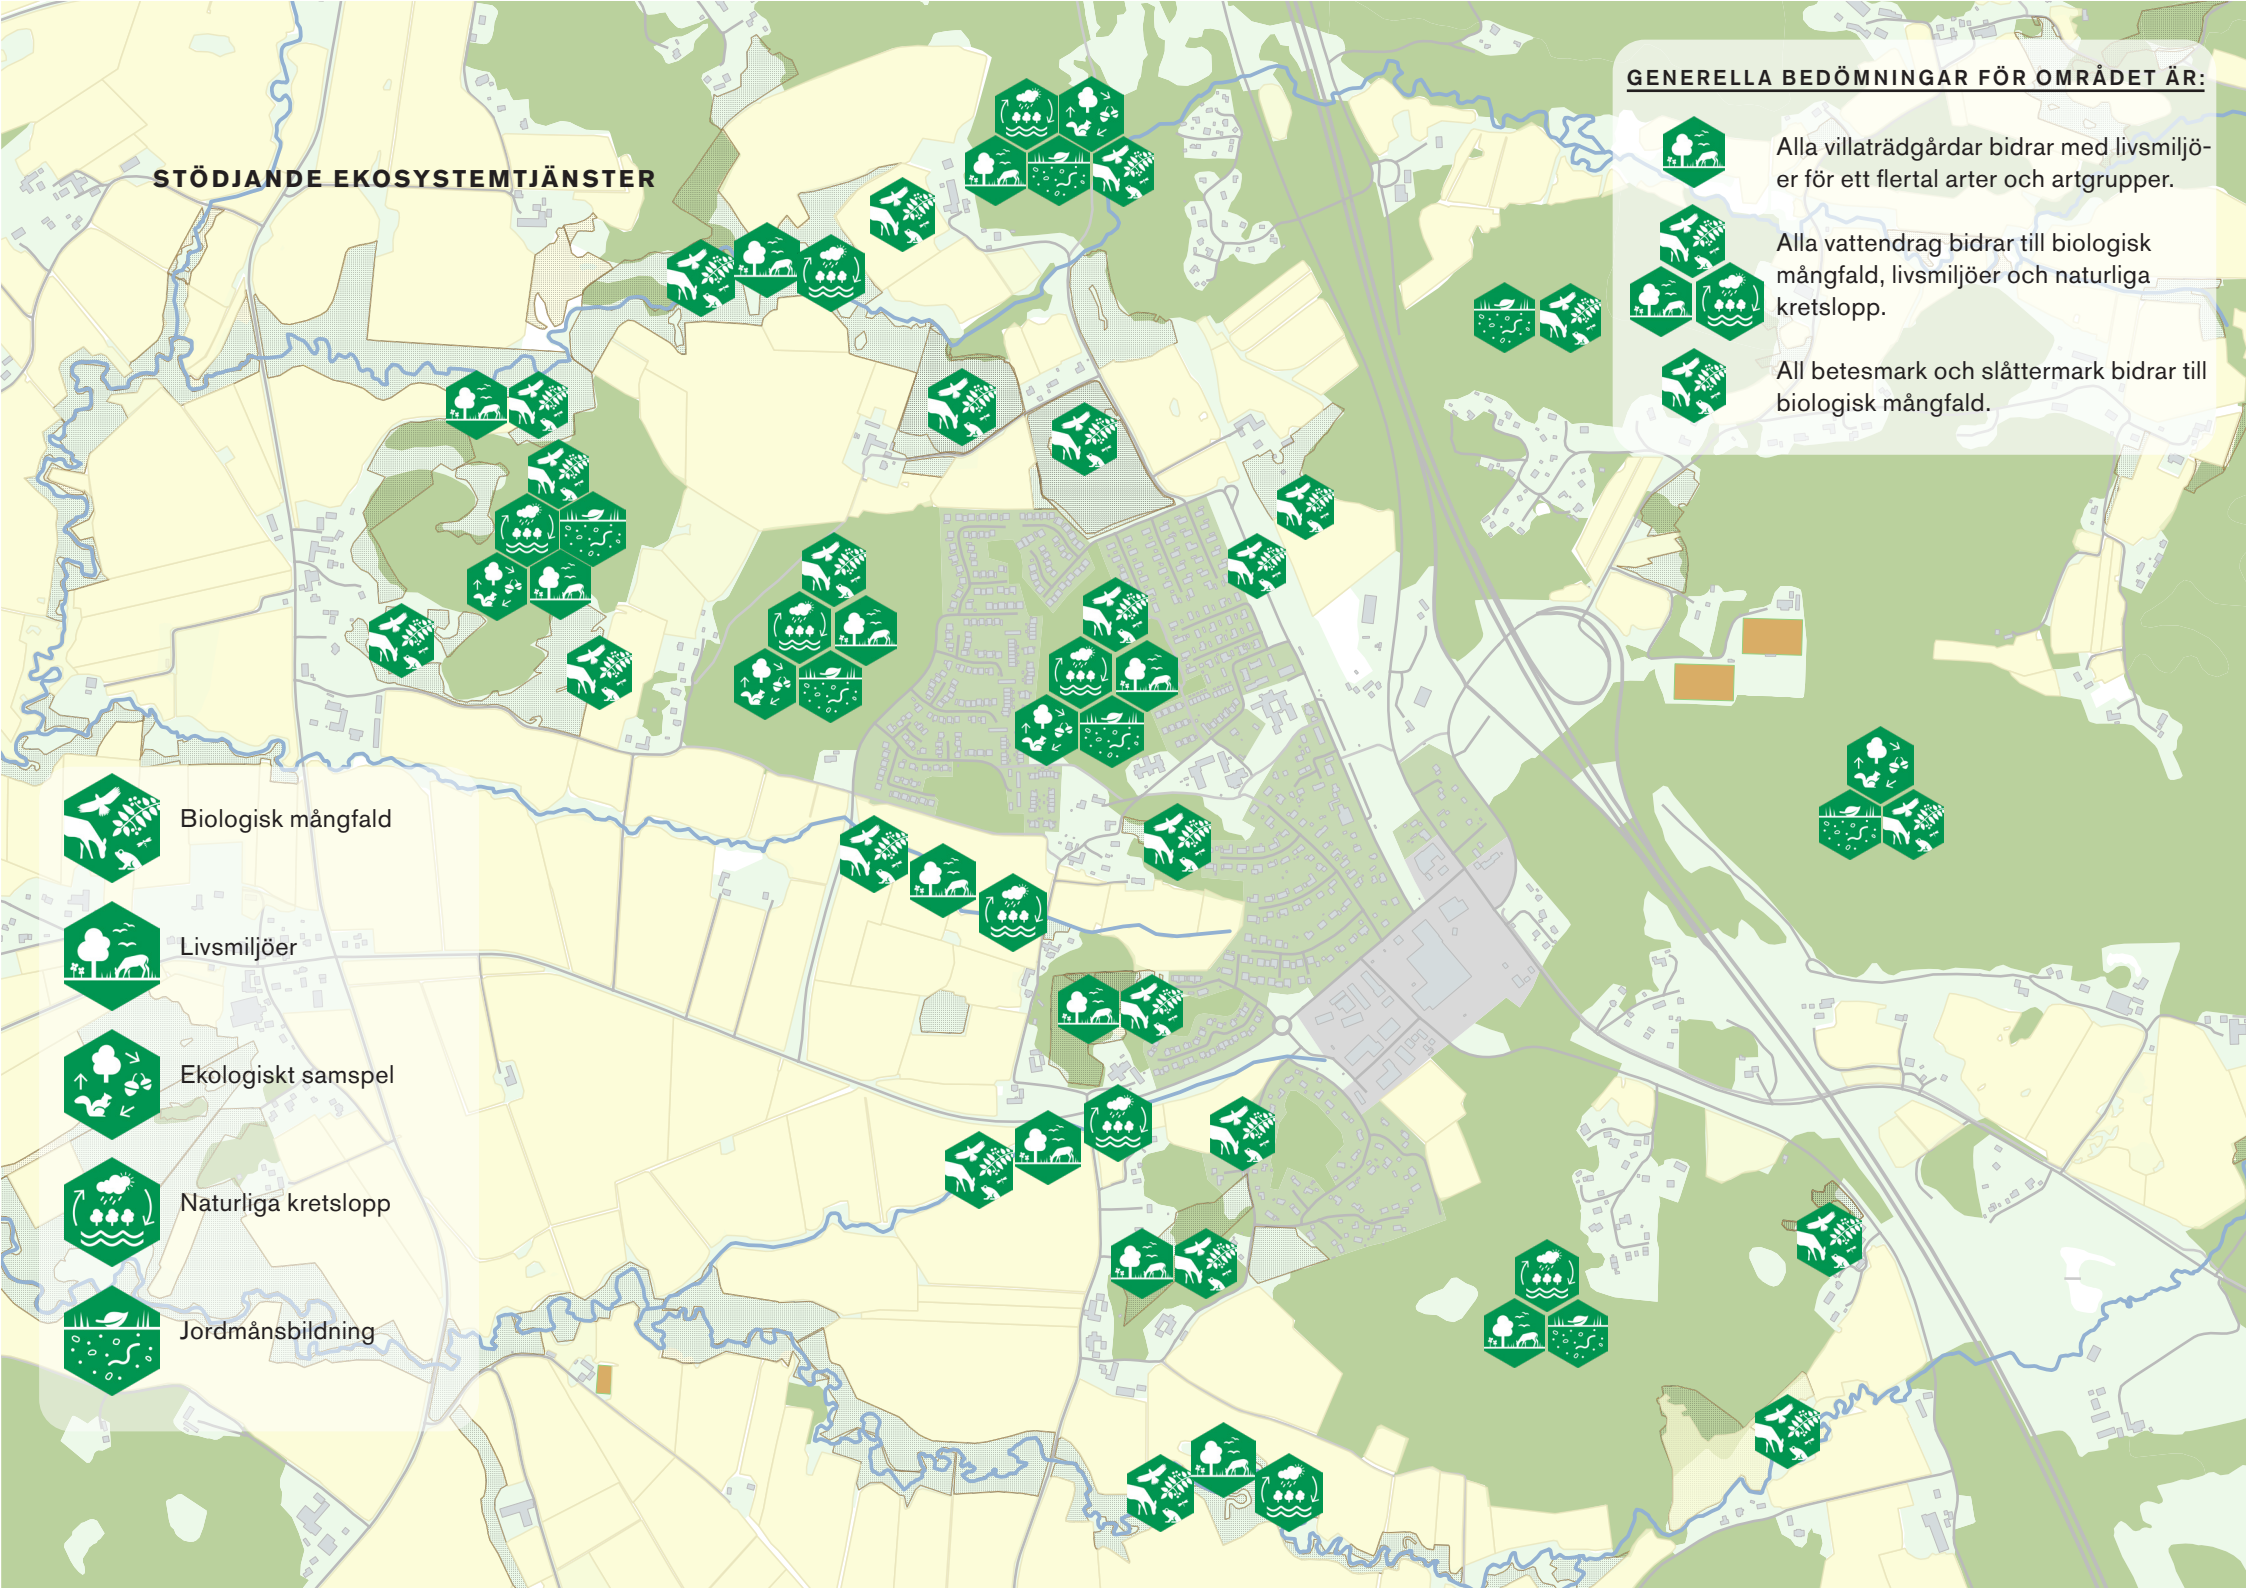 GENERELLA BEDÖMNINGAR FÖR OMRÅDET ÄR:
Alla villaträdgårdar bidrar med livsmiljö-
er för ett flertal arter och artgrupper.
STÖDJANDE EKOSYSTEMTJÄNSTER
Alla vattendrag bidrar till biologisk
mångfald, livsmiljöer och naturliga
kretslopp.
All betesmark och slåttermark bidrar till
biologisk mångfald.
Biologisk mångfald
Livsmiljöer
Ekologiskt samspel
Naturliga kretslopp
Jordmånsbildning